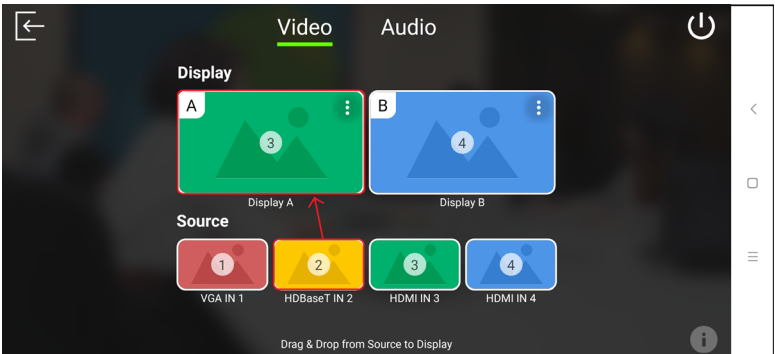 Video Audio
Display
A
3
B
4
Display A Display B
Source
1 2 3 4
VGA IN 1 HDBaseT IN 2 HDMI IN 3 HDMI IN 4
Drag & Drop from Source to Display
i